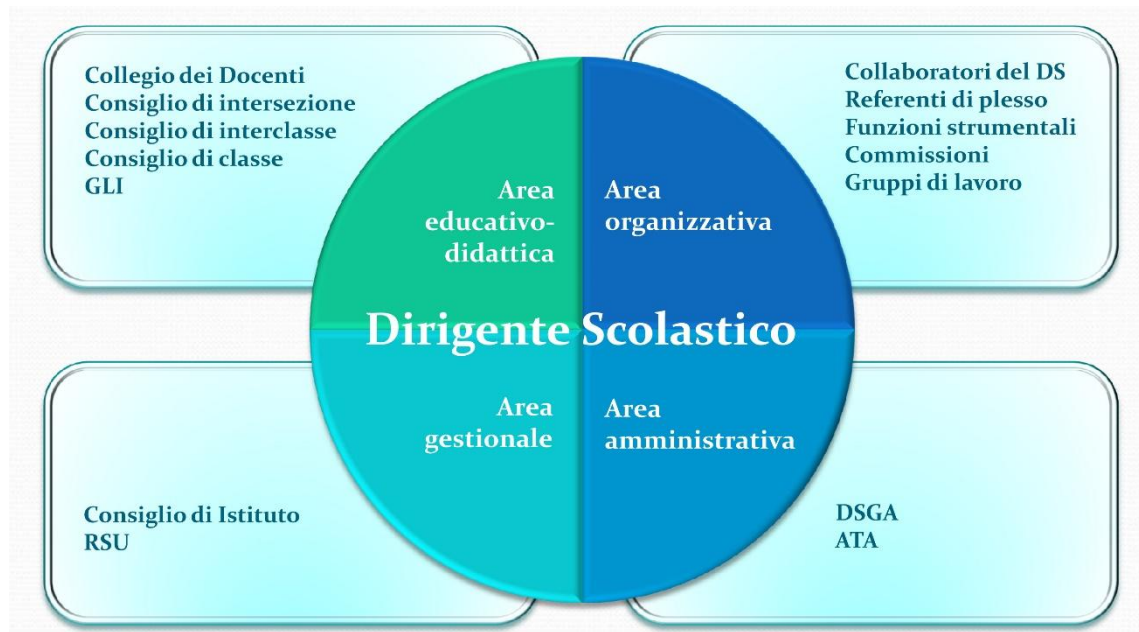 Collegio dei Docenti
Consiglio di intersezione
Consiglio di interclasse
Consiglio di classe
GLI
Collaboratori del DS
Referenti di plesso
Funzioni strumentali
Commissioni
Gruppi di lavoro
Area
educativo-
didattica
Area
organizzativa
Dirigente Scolastico
Area
gestionale
Area
amministrativa
Consiglio di Istituto
RSU
DSGA
ATA